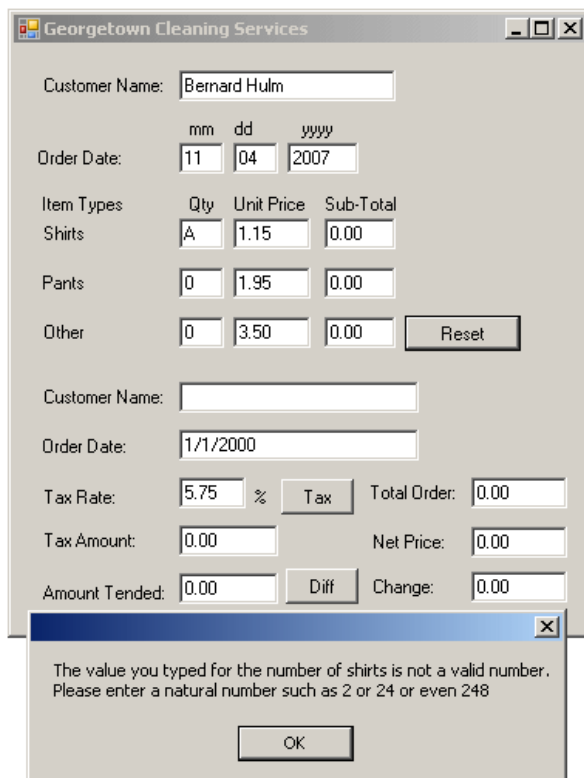 Georgetown Cleaning Services
Customer Name: Bernard Hulm
mm dd yyyy
Order Date: 11 04 2007
Item Types Qty Unit Price Sub-Total
Shirts A 1.15 0.00
Pants 0 1.95 0.00
Other 0 3.50 0.00 Reset
Customer Name:
Order Date: 1/1/2000
Tax Rate: 5.75 % Tax Total Order: 0.00
Tax Amount: 0.00 Net Price: 0.00
Amount Tended: 0.00 Diff Change: 0.00
The value you typed for the number of shirts is not a valid number.
Please enter a natural number such as 2 or 24 or even 248
OK